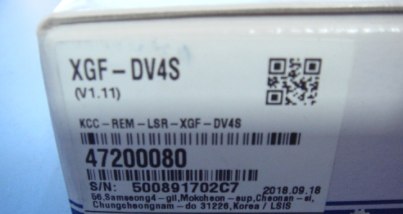 XGF-DV4S
(V1.11)
KCC-REM-LSR-XGF-DV4S
47200080
S/N: 500891702C7 2018.09.18
56,Samsong4-gil,Mokcheon-eup,Cheonan-si,
Chungcheongnam-do 31226,Korea / LSIS